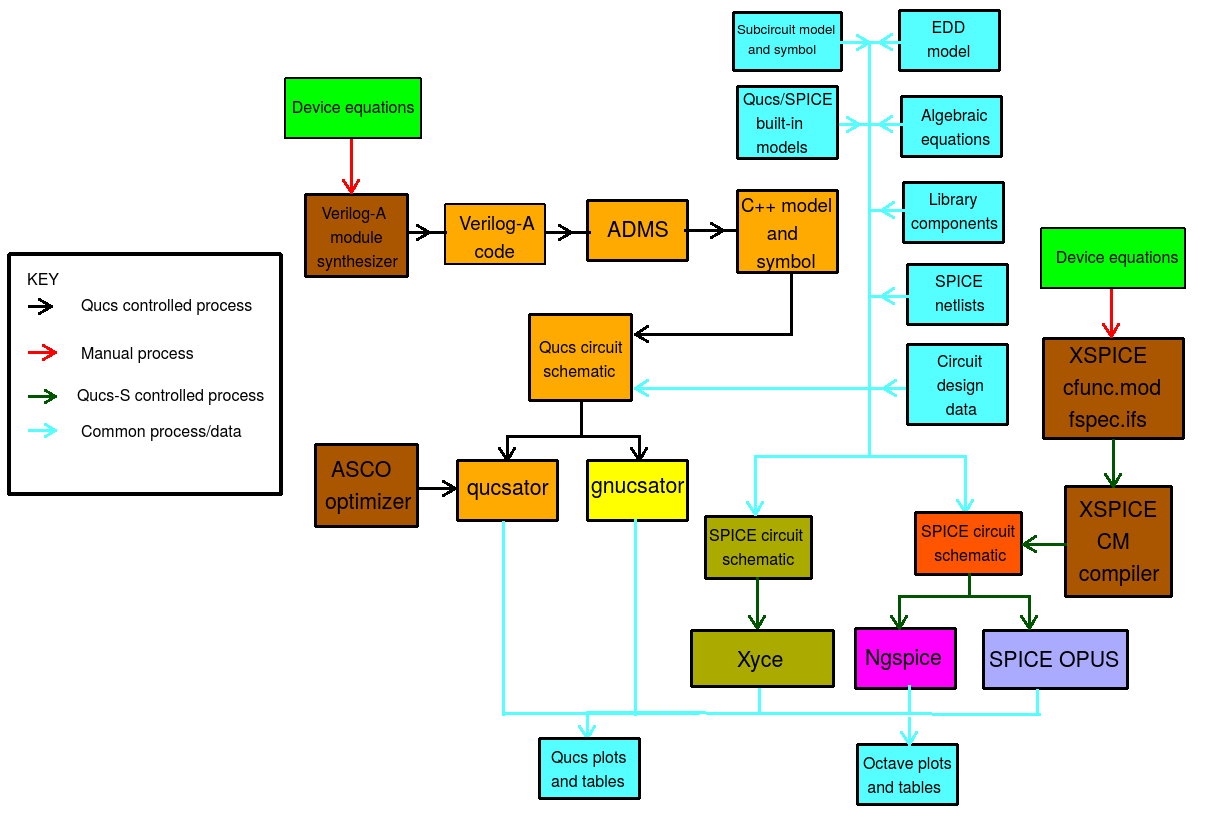 Subcircuit model
and symbol
EDD
model
Device equations
Qucs/SPICE
built-in
models
Algebraic
equations
Verilog-A
module
synthesizer
Verilog-A
code
ADMS
C++ model
and
symbol
Library
components
Device equations
KEY
Qucs controlled process
Manual process
Qucs-S controlled process
Common process/data
SPICE
netlists
Qucs circuit
schematic
Circuit
design
data
XSPICE
cfunc.mod
fspec.ifs
ASCO
optimizer
qucsator
gnucsator
SPICE circuit
schematic
SPICE circuit
schematic
XSPICE
CM
compiler
Xyce
Ngspice
SPICE OPUS
Qucs plots
and tables
Octave plots
and tables